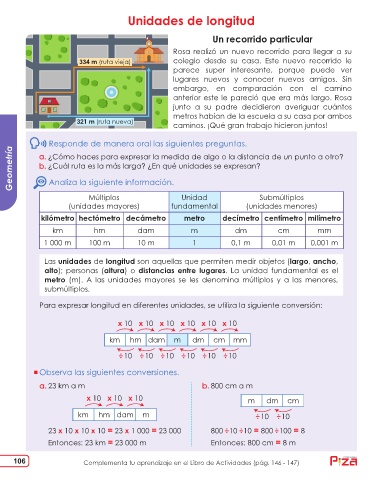 Unidades de longitud
Un recorrido particular
334 m (ruta vieja)
321 m (ruta nueva)
Rosa realizó un nuevo recorrido para llegar a su
colegio desde su casa. Este nuevo recorrido le
parece super interesante, porque puede ver
lugares nuevos y conocer nuevos amigos. Sin
embargo, en comparación con el camino
anterior este le pareció que era más largo. Rosa
junto a su padre decidieron averiguar cuántos
metros habían de la escuela a su casa por ambos
caminos. ¡Qué gran trabajo hicieron juntos!
Geometría
Responde de manera oral las siguientes preguntas.
a. ¿Cómo haces para expresar la medida de algo o la distancia de un punto a otro?
b. ¿Cuál ruta es la más larga? ¿En qué unidades se expresan?
Analiza la siguiente información.
Múltiplos Unidad Submúltiplos
(unidades mayores) fundamental (unidades menores)
kilómetro hectómetro decámetro metro decímetro centímetro milímetro
km hm dam m dm cm mm
1 000 m 100 m 10 m 1 0,1 m 0,01 m 0,001 m
Las unidades de longitud son aquellas que permiten medir objetos (largo, ancho,
alto); personas (altura) o distancias entre lugares. La unidad fundamental es el
metro (m). A las unidades mayores se les denomina múltiplos y a las menores,
submúltiplos.
Para expresar longitud en diferentes unidades, se utiliza la siguiente conversión:
x 10 x 10 x 10 x 10 x 10 x 10
km hm dam m dm cm mm
÷10 ÷10 ÷10 ÷10 ÷10 ÷10
Observa las siguientes conversiones.
a. 23 km a m
x 10 x 10 x 10
km hm dam m
23 x 10 x 10 x 10 = 23 x 1 000 = 23 000
Entonces: 23 km = 23 000 m
b. 800 cm a m
m dm cm
÷10 ÷10
800 ÷10 ÷10 = 800 ÷100 = 8
Entonces: 800 cm = 8 m
106
Complementa tu aprendizaje en el Libro de Actividades (pág. 146 - 147)